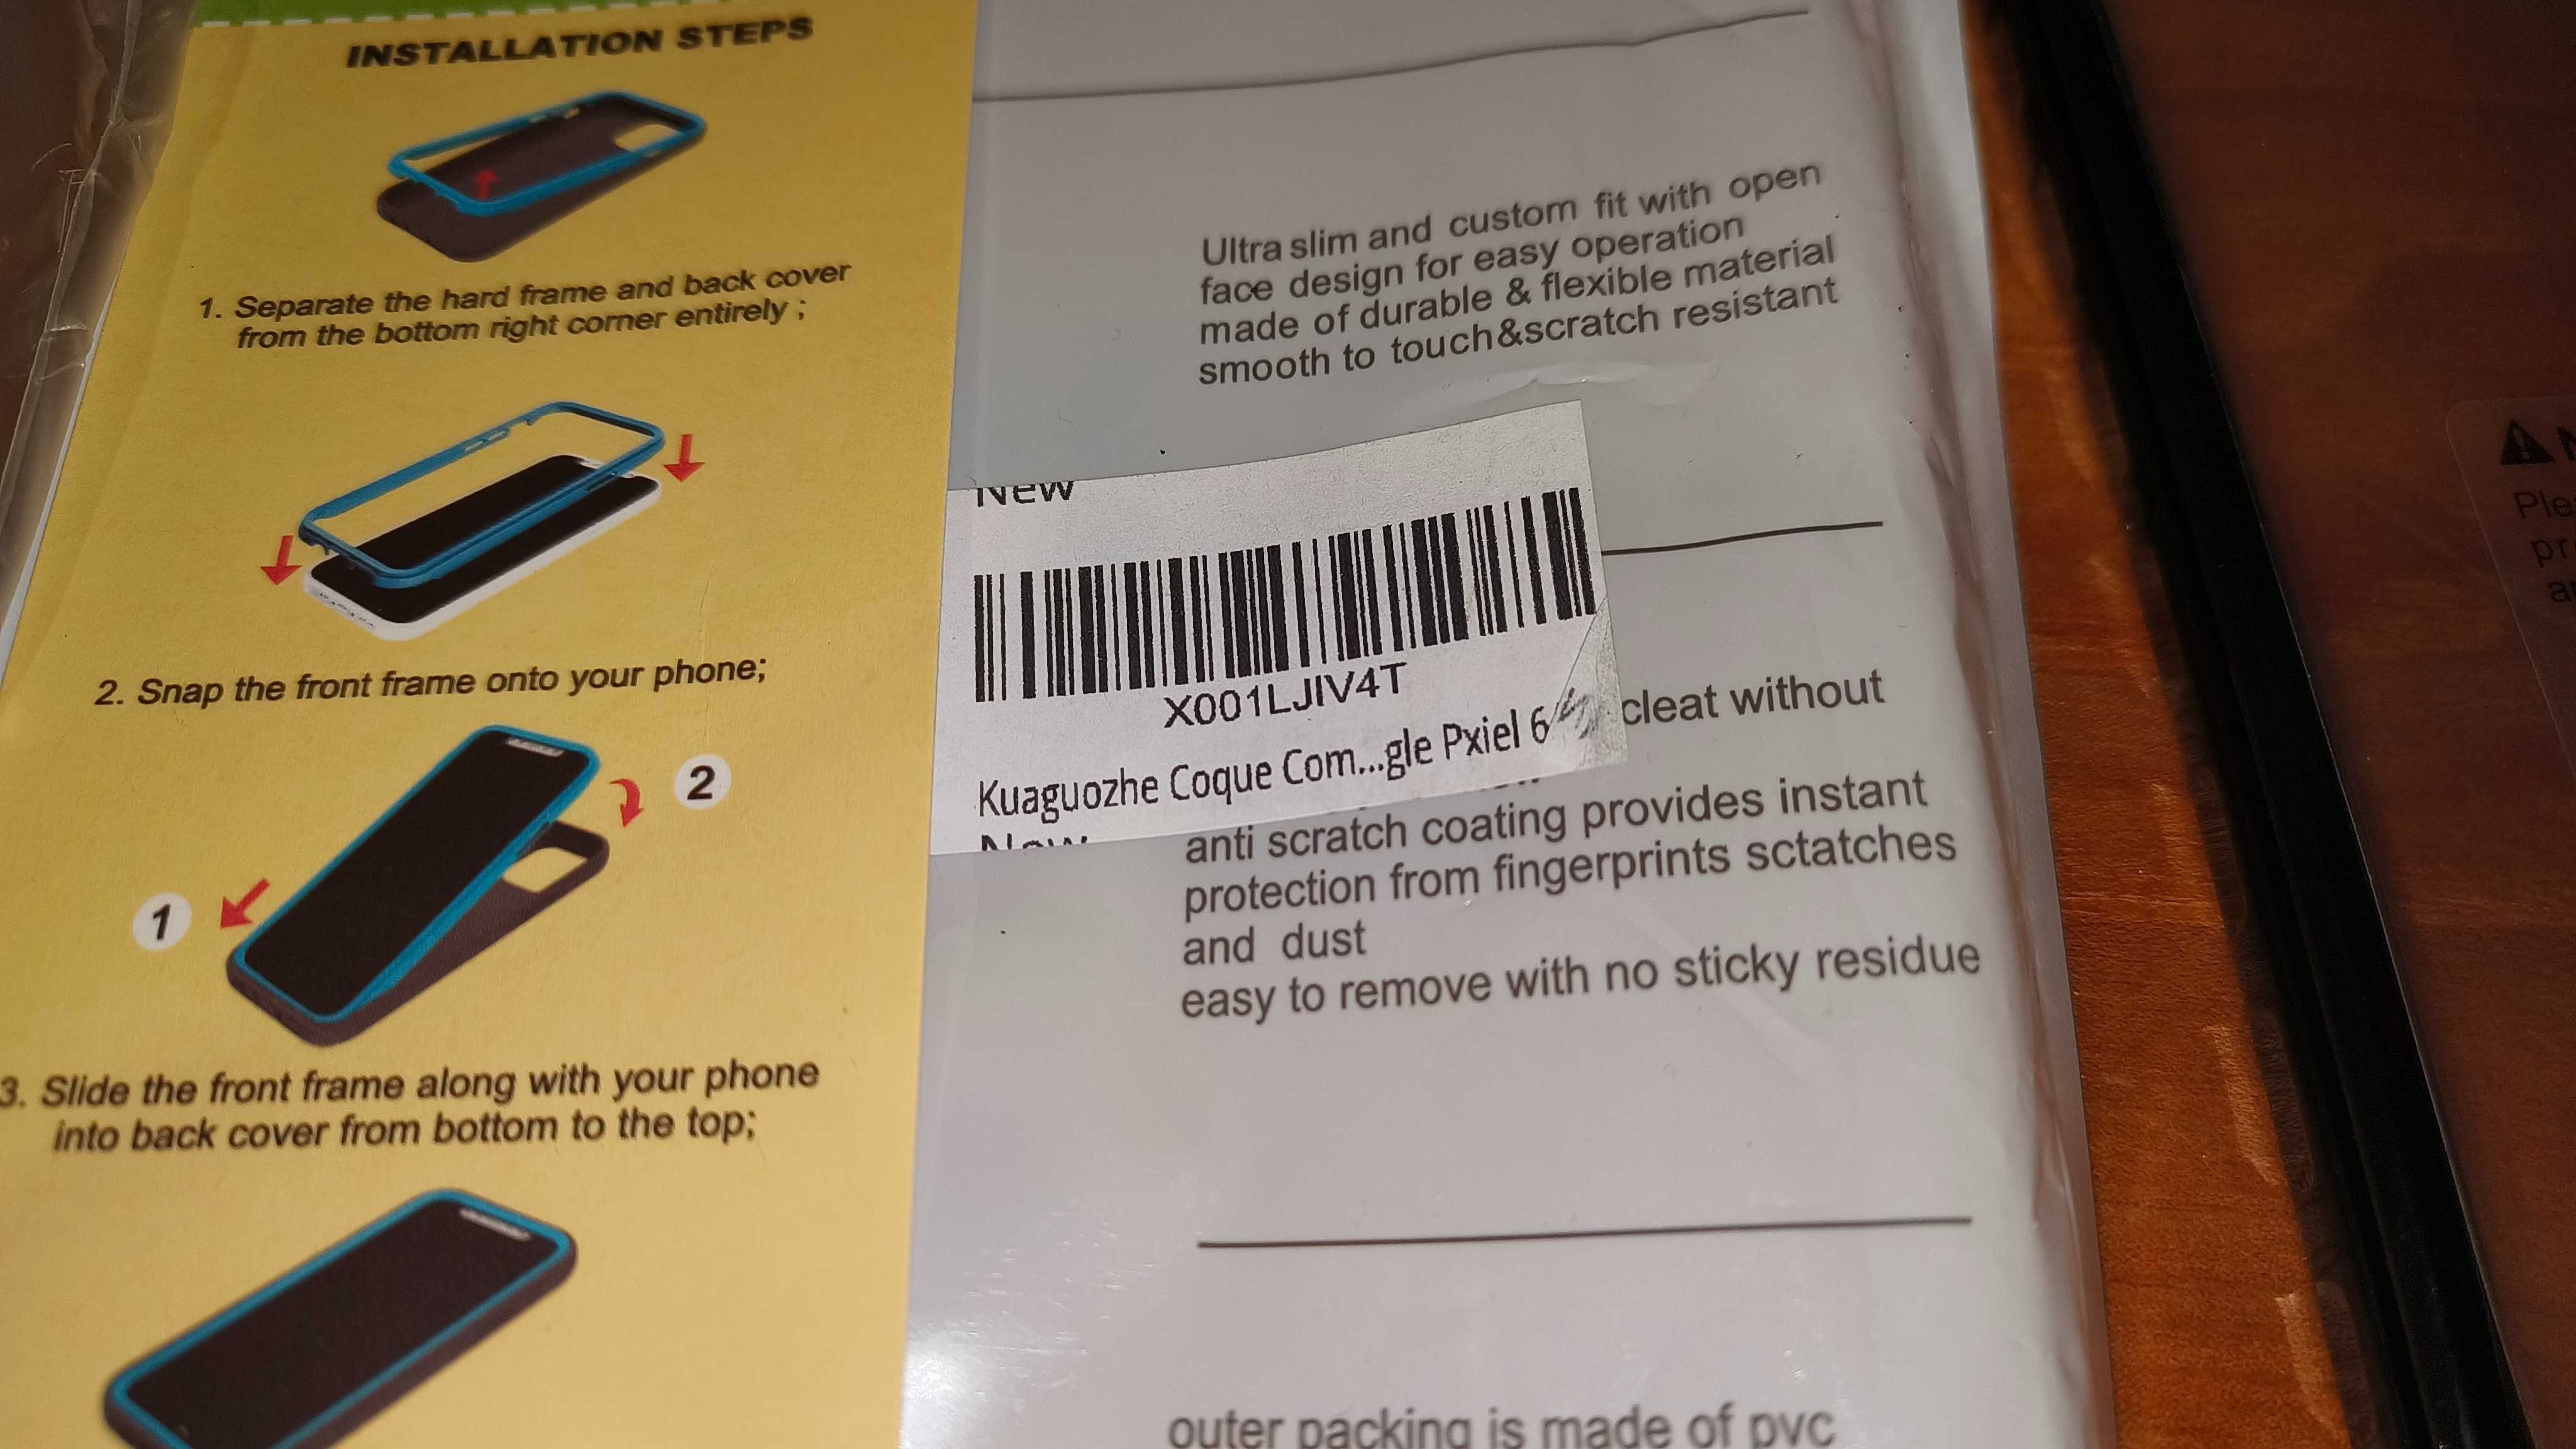 INSTALLATION STEPS
1. Separate the hard frame and back cover
from the bottom right corner entirely ;
2. Snap the front frame onto your phone;
1
2
3. Slide the front frame along with your phone
into back cover from bottom to the top;
Ultra slim and custom fit with open
face design for easy operation
made of durable & flexible material
smooth to touch&scratch resistant
New
X001LJIV4T
Kuaguozhe Coque Com...gle Pxiel 6
New
cleat without
anti scratch coating provides instant
protection from fingerprints sctatches
and dust
easy to remove with no sticky residue
outer packing is made of pvc
Ple
pr